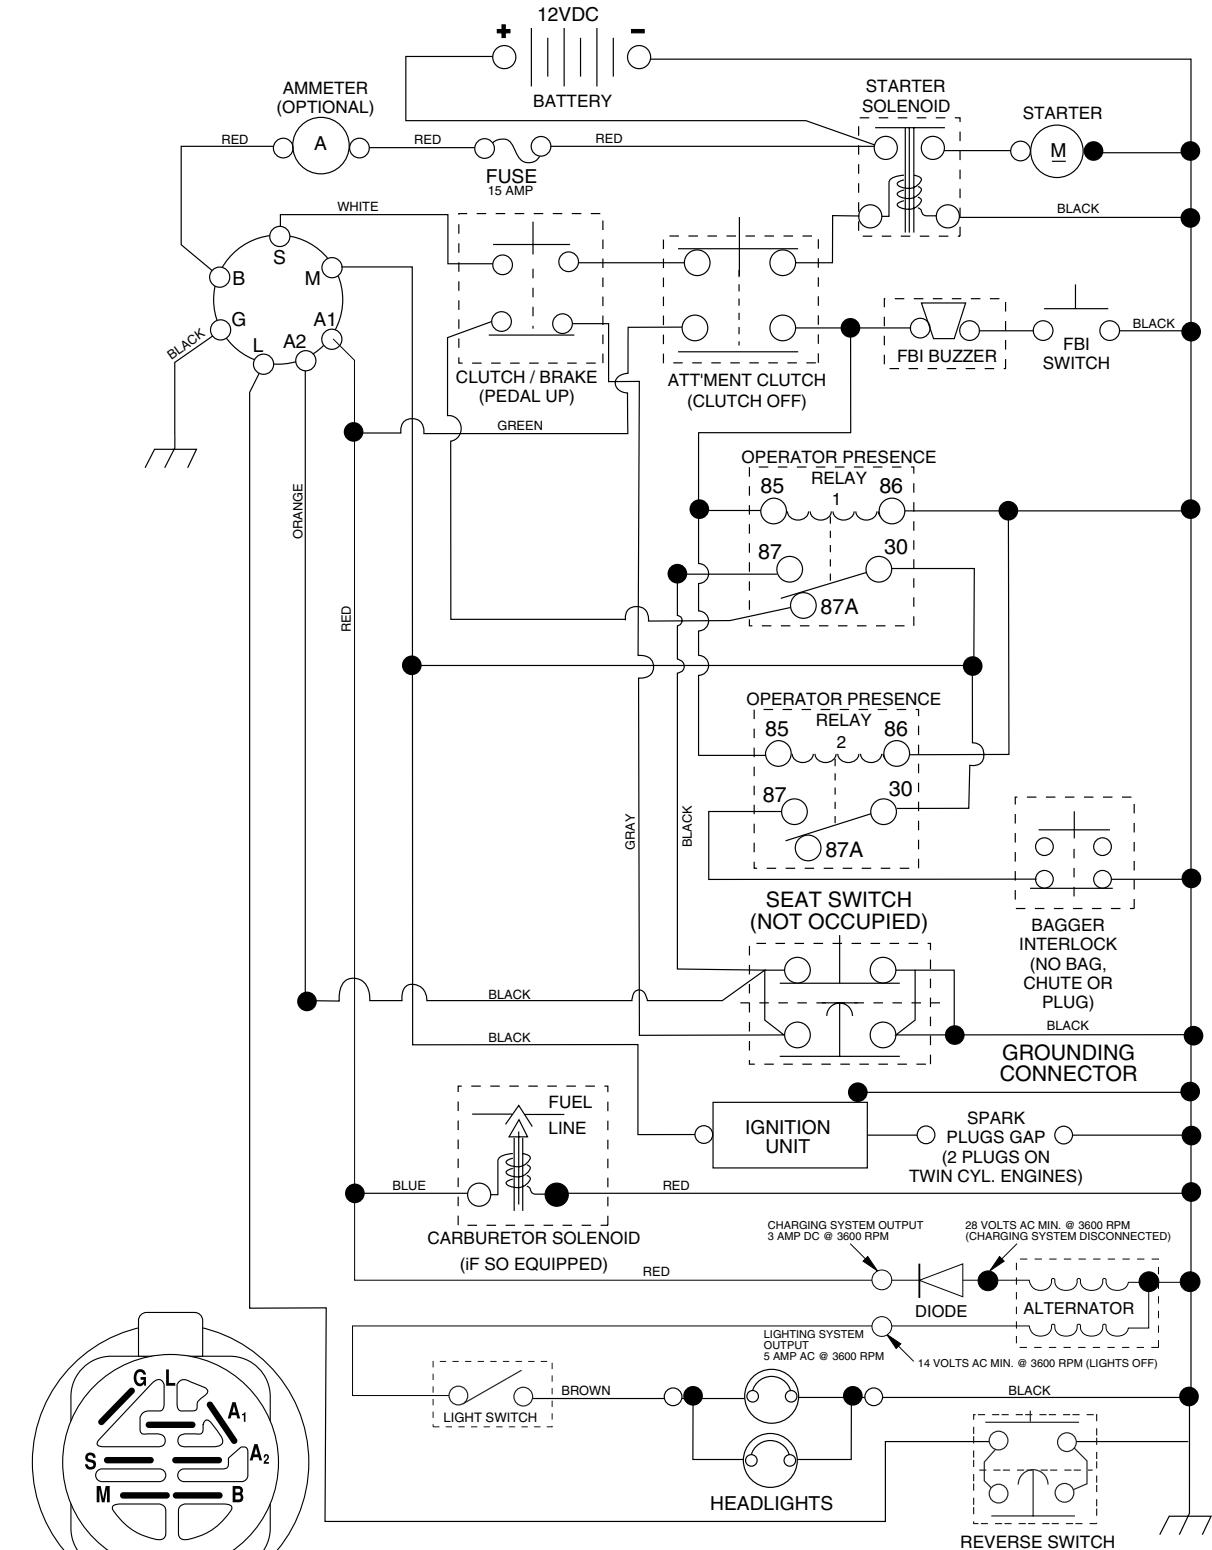 12VDC
+
−
BATTERY
AMMETER
(OPTIONAL)
A
RED
RED
RED
FUSE
15 AMP
STARTER
SOLENOID
STARTER
M
BLACK
WHITE
S
B
M
G
A1
L
A2
BLACK
CLUTCH / BRAKE
(PEDAL UP)
ATT'MENT CLUTCH
(CLUTCH OFF)
FBI BUZZER
FBI
SWITCH
BLACK
GREEN
ORANGE
RED
OPERATOR PRESENCE
RELAY
1
85
86
87
30
87A
OPERATOR PRESENCE
RELAY
2
85
86
87
30
87A
GRAY
BLACK
SEAT SWITCH
(NOT OCCUPIED)
BAGGER
INTERLOCK
(NO BAG,
CHUTE OR
PLUG)
BLACK
BLACK
BLACK
GROUNDING
CONNECTOR
FUEL
LINE
IGNITION
UNIT
SPARK
PLUGS GAP
(2 PLUGS ON
TWIN CYL. ENGINES)
BLUE
RED
CARBURETOR SOLENOID
(iF SO EQUIPPED)
CHARGING SYSTEM OUTPUT
3 AMP DC @ 3600 RPM
28 VOLTS AC MIN. @ 3600 RPM
(CHARGING SYSTEM DISCONNECTED)
RED
DIODE
ALTERNATOR
LIGHTING SYSTEM
OUTPUT
5 AMP AC @ 3600 RPM
14 VOLTS AC MIN. @ 3600 RPM (LIGHTS OFF)
LIGHT SWITCH
BROWN
BLACK
HEADLIGHTS
REVERSE SWITCH
G
L
A1
S
A2
M
B